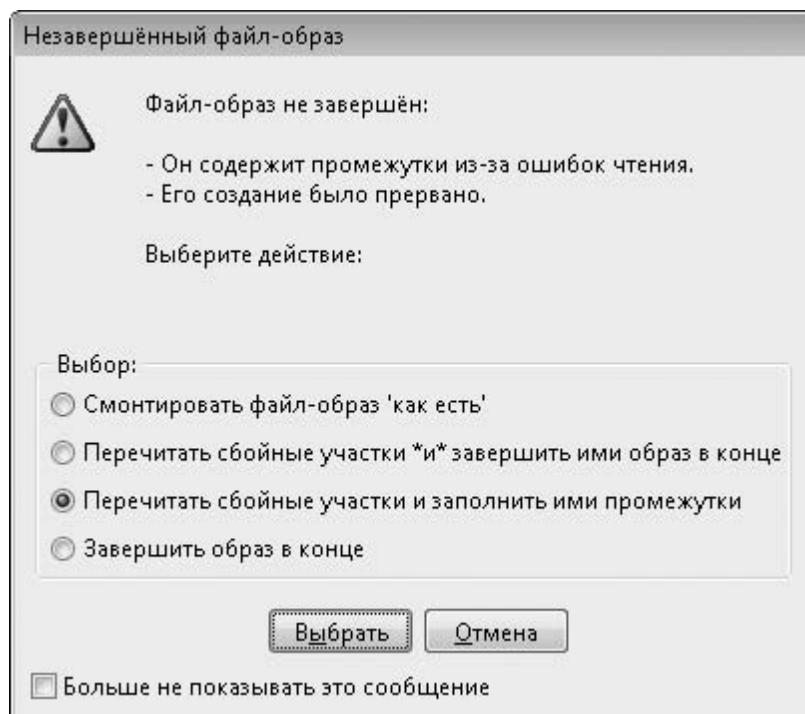 Незавершённый файл-образ
Файл-образ не завершён:
- Он содержит промежутки из-за ошибок чтения.
- Его создание было прервано.
Выберите действие:
Выбор:
Смонтировать файл-образ 'как есть'
Перечитать сбойные участки *и* завершить ими образ в конце
Перечитать сбойные участки и заполнить ими промежутки
Завершить образ в конце
Выбрать Отмена
Больше не показывать это сообщение